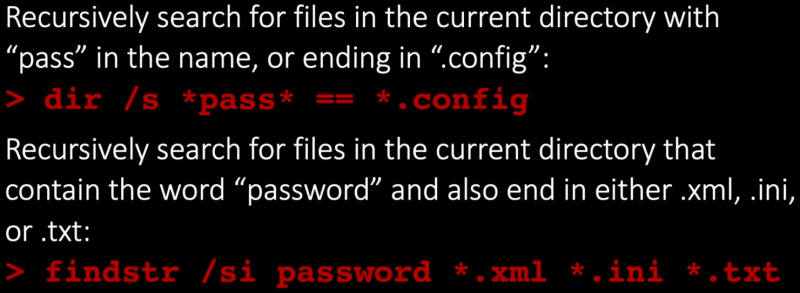 Recursively search for files in the current directory with
“pass” in the name, or ending in “.config”:
> dir /s *pass* == *.config
Recursively search for files in the current directory that
contain the word “password” and also end in either .xml, .ini,
or .txt:
> findstr /si password *.xml *.ini *.txt